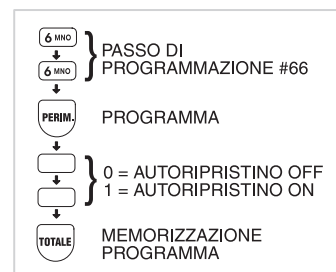 6 MNO
6 MNO
PASSO DI
PROGRAMMAZIONE #66
PERIM.
PROGRAMMA
0 = AUTORIPRISTINO OFF
1 = AUTORIPRISTINO ON
TOTALE
MEMORIZZAZIONE
PROGRAMMA